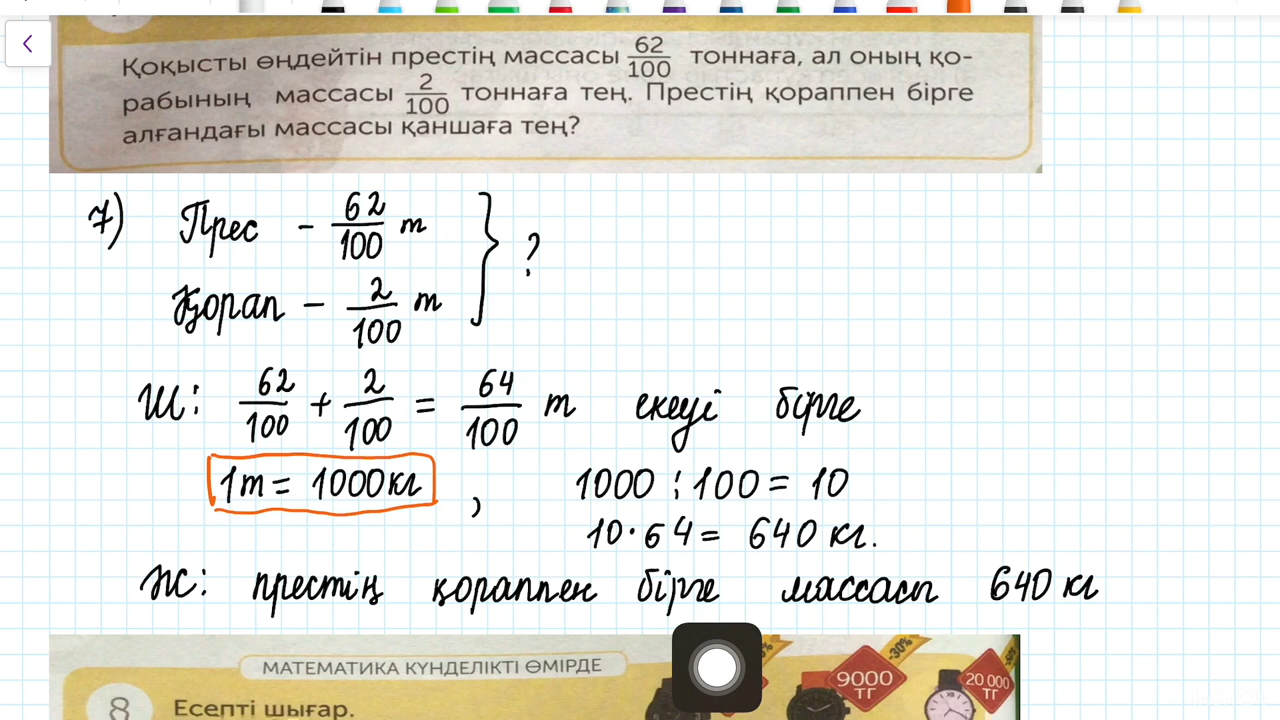 Қоқысты өңдейтін престің массасы 62/100 тоннаға, ал оның қо-
рабының массасы 2/100 тоннаға тең. Престің қораппен бірге
алғандағы массасы қаншаға тең?
7) Прес - 62/100 т
Қорап - 2/100 т } ?
Ш: 62/100 + 2/100 = 64/100 т екеуі бірге
1т = 1000кг , 1000 : 100 = 10
10 · 64 = 640 кг.
Ж: престің қораппен бірге массасы 640 кг
МАТЕМАТИКА КҮНДЕЛІКТІ ӨМІРДЕ
8 Есепті шығар.
-30%
9000 ТГ
20 000 ТГ